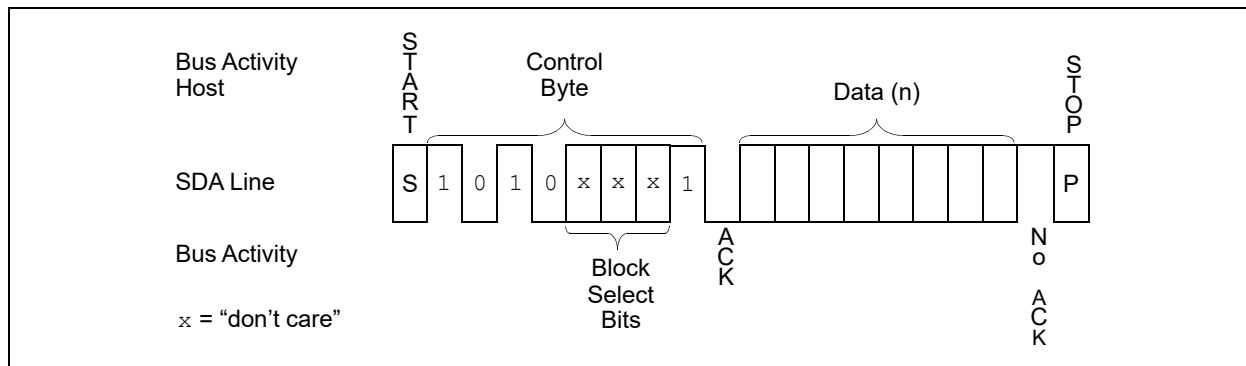 Bus Activity
Host
START
Control
Byte
Data (n)
STOP
SDA Line
S 1 0 1 0 x x x 1 P
Bus Activity
ACK
No ACK
Block
Select
Bits
x = “don’t care”